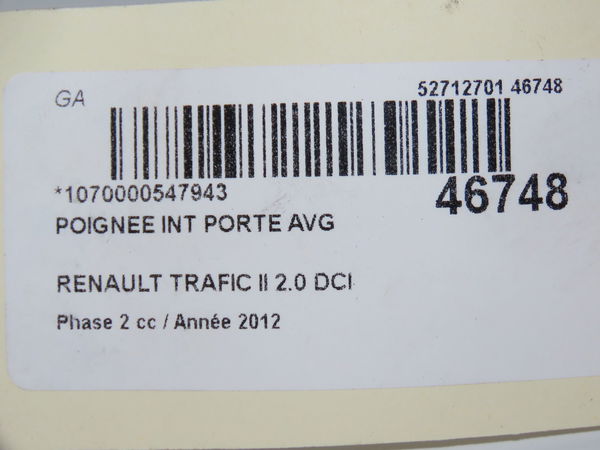 GA
52712701 46748
*1070000547943
46748
POIGNEE INT PORTE AVG
RENAULT TRAFIC II 2.0 DCI
Phase 2 cc / Année 2012